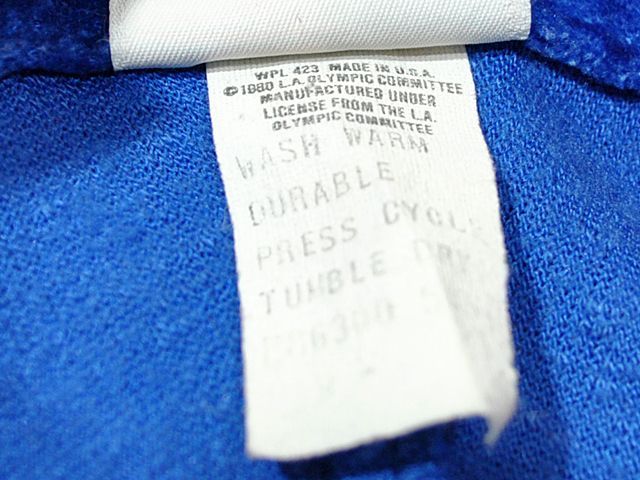 WPL 423 MADE IN U.S.A.
©1980 L.A. OLYMPIC COMMITTEE
MANUFACTURED UNDER
LICENSE FROM THE L.A.
OLYMPIC COMMITTEE
WASH WARM
DURABLE
PRESS CYCLE
TUMBLE DRY